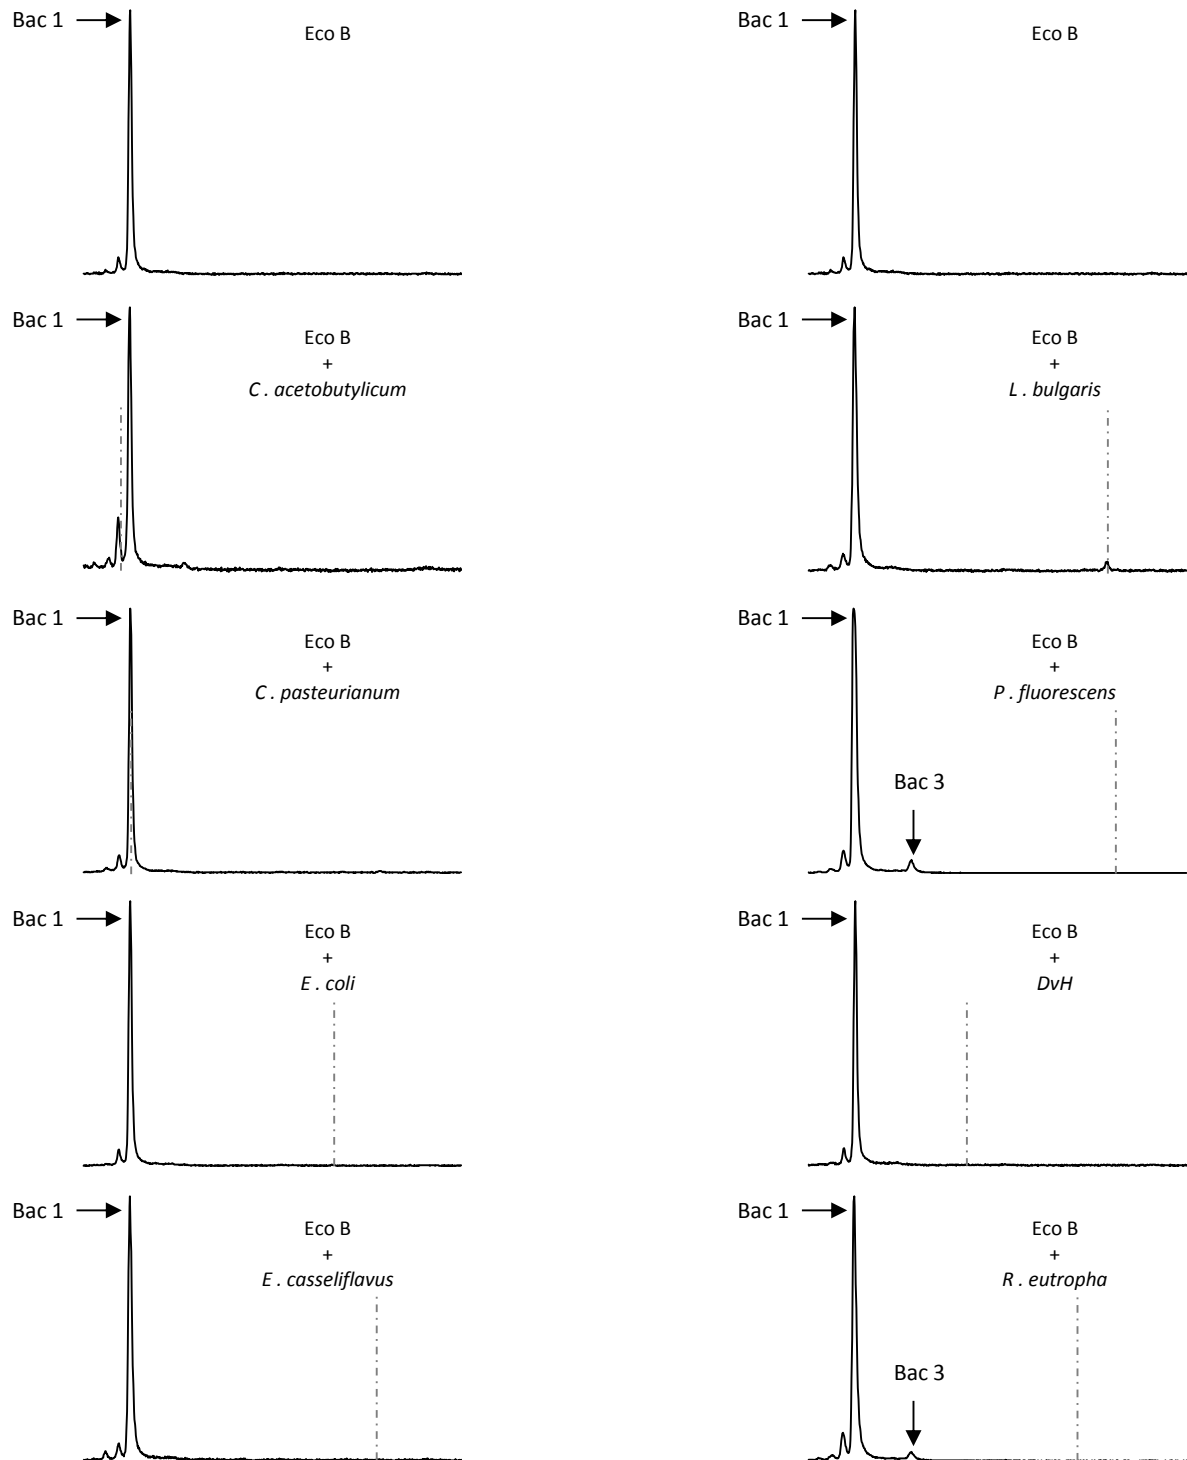 Bac 1
Eco B
Bac 1
Eco B
+
C . acetobutylicum
Bac 1
Eco B
+
C . pasteurianum
Bac 1
Eco B
+
E . coli
Bac 1
Eco B
+
E . casseliflavus
Bac 1
Eco B
Bac 1
Eco B
+
L . bulgaris
Bac 1
Eco B
+
P . fluorescens
Bac 3
Bac 1
Eco B
+
DvH
Bac 1
Eco B
+
R . eutropha
Bac 3